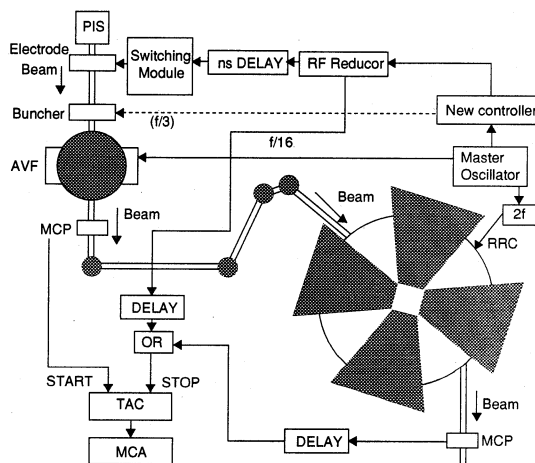 PIS
Electrode
Beam
Switching
Module
ns DELAY
RF Reducor
Buncher
(f/3)
New controller
f/16
AVF
Master
Oscillator
Beam
2f
MCP
Beam
RRC
DELAY
OR
START
STOP
TAC
Beam
DELAY
MCP
MCA